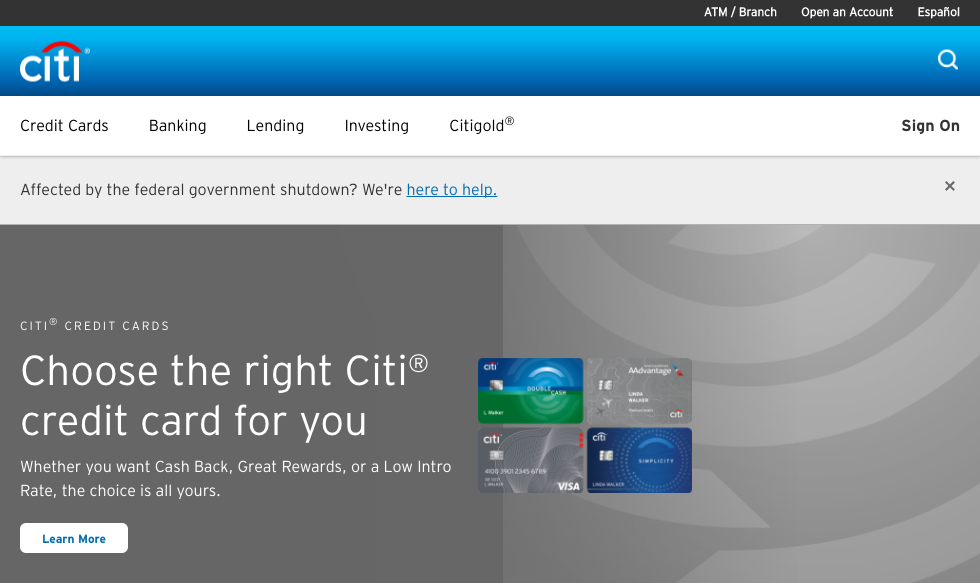 ATM / Branch Open an Account Español
citi®
Credit Cards Banking Lending Investing Citigold® Sign On
Affected by the federal government shutdown? We're here to help.
CITI® CREDIT CARDS
Choose the right Citi®
credit card for you
Whether you want Cash Back, Great Rewards, or a Low Intro
Rate, the choice is all yours.
Learn More
citi
DOUBLE CASH
L Walker
AAdvantage
LINDA
WALKER
citi
citi
4100 3901 2345 6789
VISA
citi
SIMPLICITY
LINDA WALKER